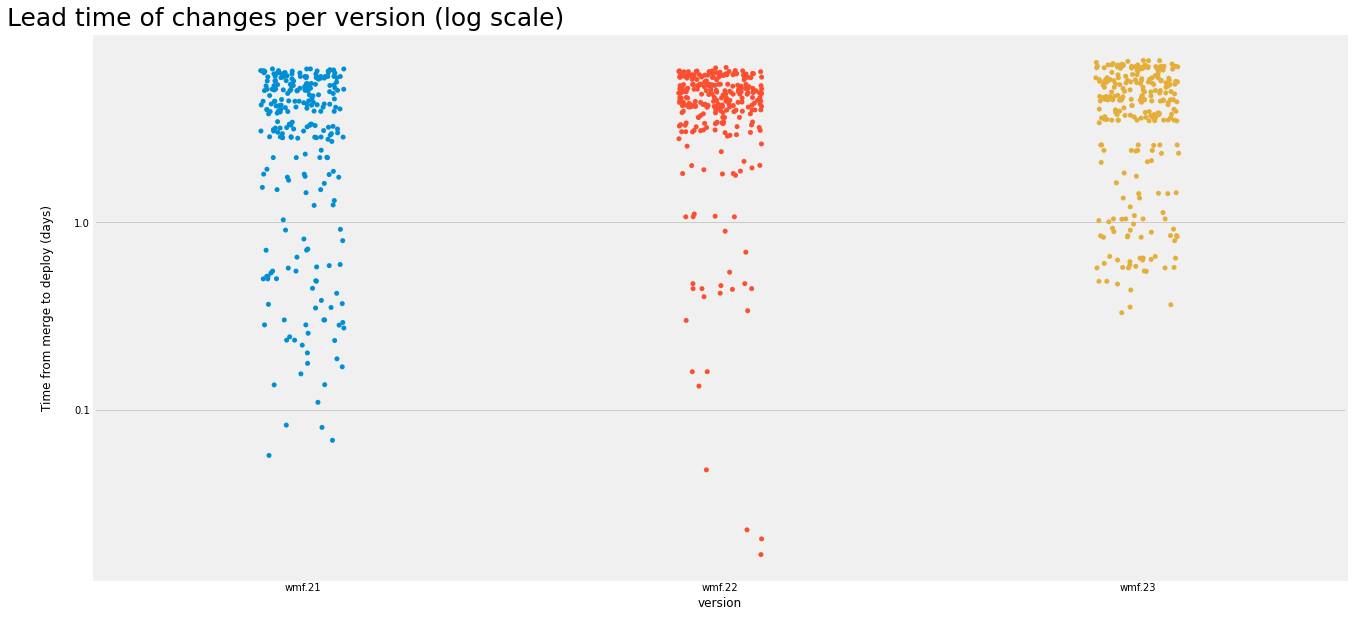 Lead time of changes per version (log scale)
Time from merge to deploy (days)
1.0
0.1
wmf.21
wmf.22
wmf.23
version